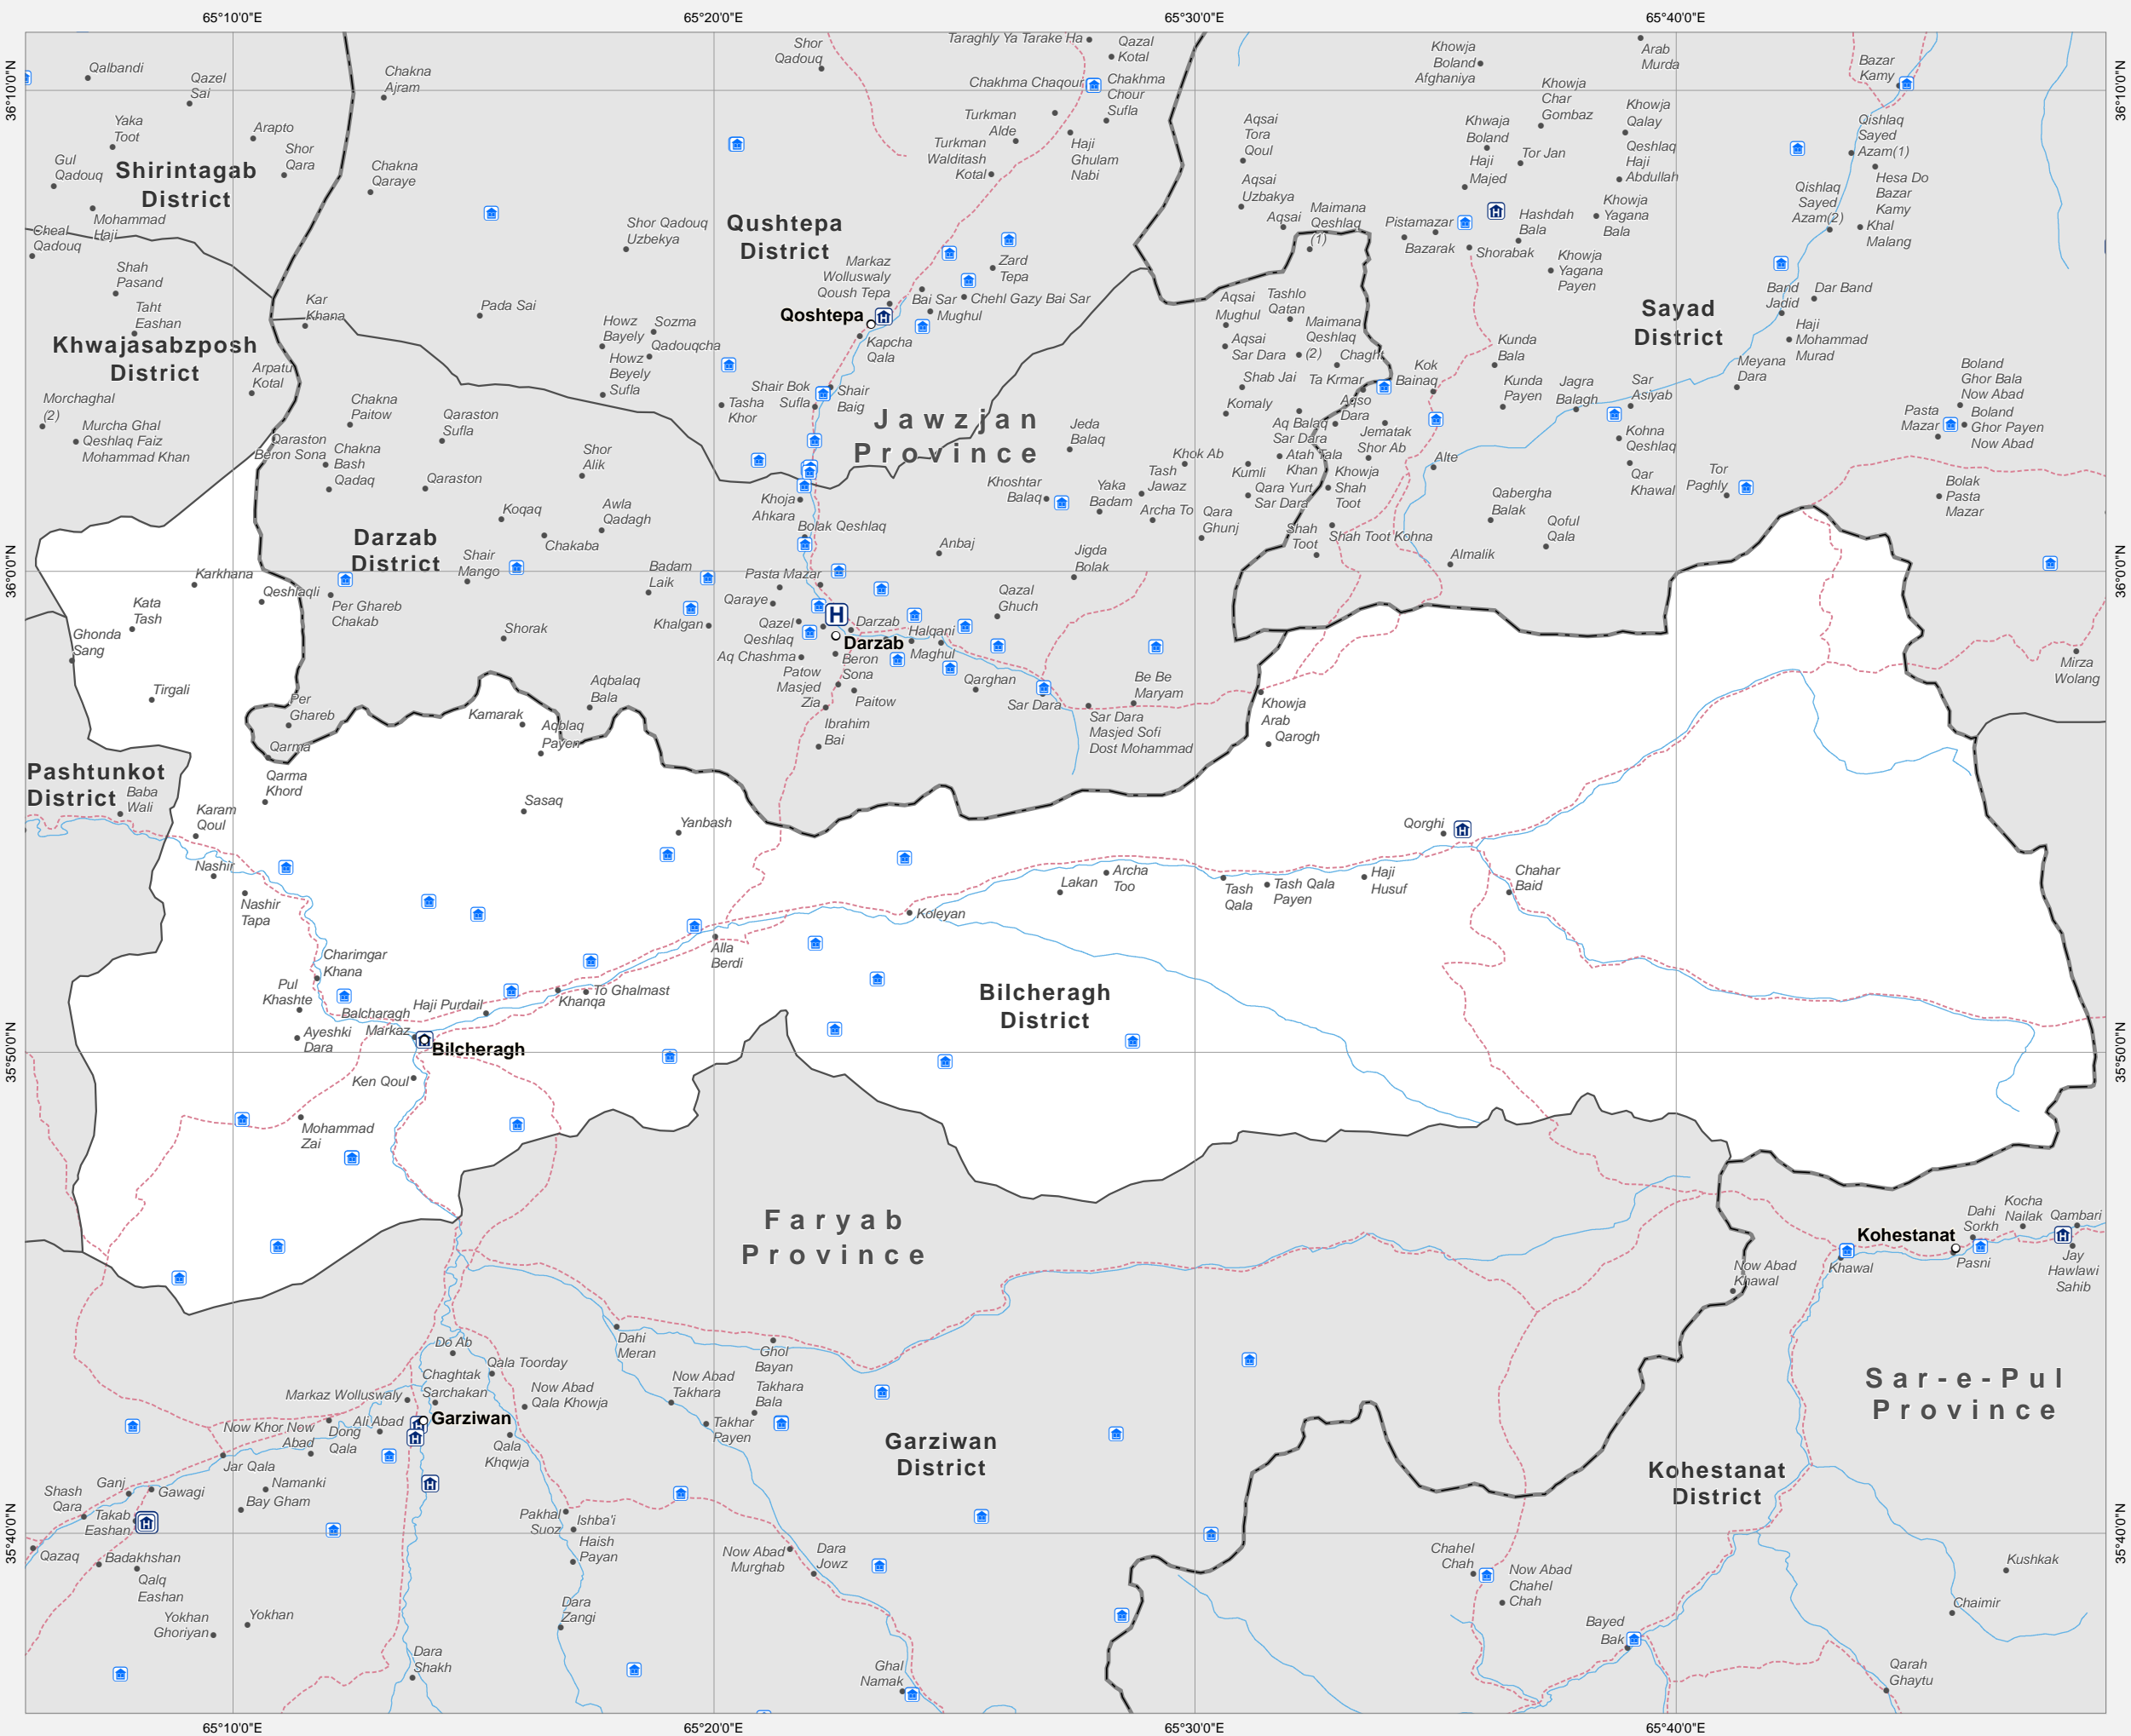 65°10'0"E
65°20'0"E
65°30'0"E
65°40'0"E
36°10'0"N
36°10'0"N
Qalbandi
Qazel
Sai
Chakna
Ajram
Shor
Qadouq
Taraghly Ya Tarake Ha
Qazal
Kotal
Chakhma Chaqour
Chakhma
Chour
Sufla
Khowja
Boland
Afghaniya
Arab
Murda
Bazar
Kamy
Khowja
Char
Gombaz
Khowja
Qalay
Yaka
Toot
Arapto
Shor
Qara
Turkman
Alde
Turkman
Walditash
Kotal
Haji
Ghulam
Nabi
Aqsai
Tora
Qoul
Khwaja
Boland
Haji
Majed
Tor Jan
Qeshlaq
Haji
Abdullah
Qishlaq
Sayed
Azam(1)
Gul
Qadouq
Shirintagab
District
Chakna
Qaraye
Aqsai
Uzbakya
Hesa Do
Bazar
Kamy
Qishlaq
Sayed
Azam(2)
Mohammad
Haji
Cheal
Qadouq
Shor Qadouq
Uzbekya
Qushtepa
District
Aqsai
Maimana
Qeshlaq
(1)
Pistamazar
Bazarak
Hashdah
Bala
Shorabak
Khowja
Yagana
Bala
Khal
Malang
Shah
Pasand
Markaz
Wolluswaly
Qoush Tepa
Zard
Tepa
Khowja
Yagana
Payen
Taht
Eashan
Kar
Khana
Pada Sai
Qoshtepa
Bai Sar
Mughul
Chehl Gazy Bai Sar
Aqsai
Mughul
Tashlo
Qatan
Band
Jadid
Dar Band
Sayad
District
Khwajasabzposh
District
Howz
Bayely
Sozma
Qadouqcha
Kapcha
Qala
Aqsai
Sar Dara
Maimana
Qeshlaq
(2)
Chaght
Kunda
Bala
Haji
Mohammad
Murad
Howz
Beyely
Sufla
Arpatu
Kotal
Shair Bok
Sufla
Shair
Baig
Shab Jai
Ta Krmar
Kok
Bainaq
Kunda
Payen
Jagra
Balagh
Sar
Asiyab
Meyana
Dara
Boland
Ghor Bala
Now Abad
Morchaghal
(2)
Chakna
Paitow
Qaraston
Sufla
Tasha
Khor
Jawzjan
Province
Komaly
Aqso
Dara
Pasta
Mazar
Boland
Ghor Payen
Now Abad
Murcha Ghal
Qeshlaq Faiz
Mohammad Khan
Qaraston
Beron Sona
Chakna
Bash
Qadaq
Jeda
Balaq
Aq Balaq
Sar Dara
Jematak
Shor Ab
Kohna
Qeshlaq
Shor
Alik
Khok Ab
Atah Tala
Khan
Alte
Qaraston
Khoshtar
Balaq
Yaka
Badam
Tash
Jawaz
Kumli
Qara Yurt
Sar Dara
Khowja
Shah
Toot
Qar
Khawal
Tor
Paghly
Bolak
Pasta
Mazar
Koqaq
Awla
Qadagh
Khoja
Ahkara
Archa To
Qara
Ghunj
Qabergha
Balak
Darzab
District
Chakaba
Bolak Qeshlaq
Shah
Toot
Shah Toot Kohna
Qoful
Qala
Shair
Mango
Anbaj
Jigda
Bolak
Almalik
36°0'0"N
36°0'0"N
Karkhana
Qeshlaqli
Per Ghareb
Chakab
Badam
Laik
Pasta Mazar
Qaraye
Qazal
Ghuch
Kata
Tash
Ghonda
Sang
Shorak
Khalgan
Qazel
Qeshlaq
Darzab
Halqani
Darzab
Maghul
Aq Chashma
Beron
Sona
Mirza
Wolang
Tirgali
Per
Ghareb
Aqbalaq
Bala
Patow
Masjed
Zia
Paitow
Qarghan
Sar Dara
Be Be
Maryam
Khowja
Arab
Qarogh
Kamarak
Aqblaq
Payen
Ibrahim
Bai
Sar Dara
Masjed Sofi
Dost Mohammad
Qarma
Pashtunkot
District
Baba
Wali
Qarma
Khord
Karam
Qoul
Sasaq
Yanbash
Qorghi
Nashir
Nashir
Tapa
Lakan
Archa
Too
Tash
Qala
Tash Qala
Payen
Haji
Husuf
Chahar
Baid
Koleyan
Alla
Berdi
Charimgar
Khana
Pul
Khashte
Balcharagh
Markaz
Haji Purdail
Khanqa
To Ghalmast
Bilcheragh
District
Ayeshki
Dara
Bilcheragh
35°50'0"N
35°50'0"N
Ken Qoul
Mohammad
Zai
Faryab
Province
Kocha
Nailak
Dahi
Sorkh
Qambari
Kohestanat
Pasni
Khawal
Jay
Hawlawi
Sahib
Now Abad
Khawal
Do Ab
Dahi
Meran
Ghol
Bayan
Qala Toorday
Chaghtak
Sarchakan
Now Abad
Qala Khowja
Now Abad
Takhara
Takhara
Bala
Sar-e-Pul
Province
Markaz Wolluswaly
Ali Abad
Garziwan
Now Khor New
Abad
Dong
Qala
Takhar
Payen
Garziwan
District
Qala
Khqwja
Jar Qala
Kohestanat
District
Ganj
Gawagi
Namanki
Bay Gham
Shash
Qara
Takab
Eashan
Pakhal
Suoz
Ishba'i
Haish
Payan
35°40'0"N
35°40'0"N
Qazaq
Badakhshan
Qalq
Eashan
Now Abad
Murghab
Dara
Jowz
Chahel
Chah
Now Abad
Chahel
Chah
Kushkak
Yokhan
Ghoriyan
Yokhan
Dara
Zangi
Chaimir
Bayed
Bak
Dara
Shakh
Ghal
Namak
Qarah
Ghaytu
65°10'0"E
65°20'0"E
65°30'0"E
65°40'0"E